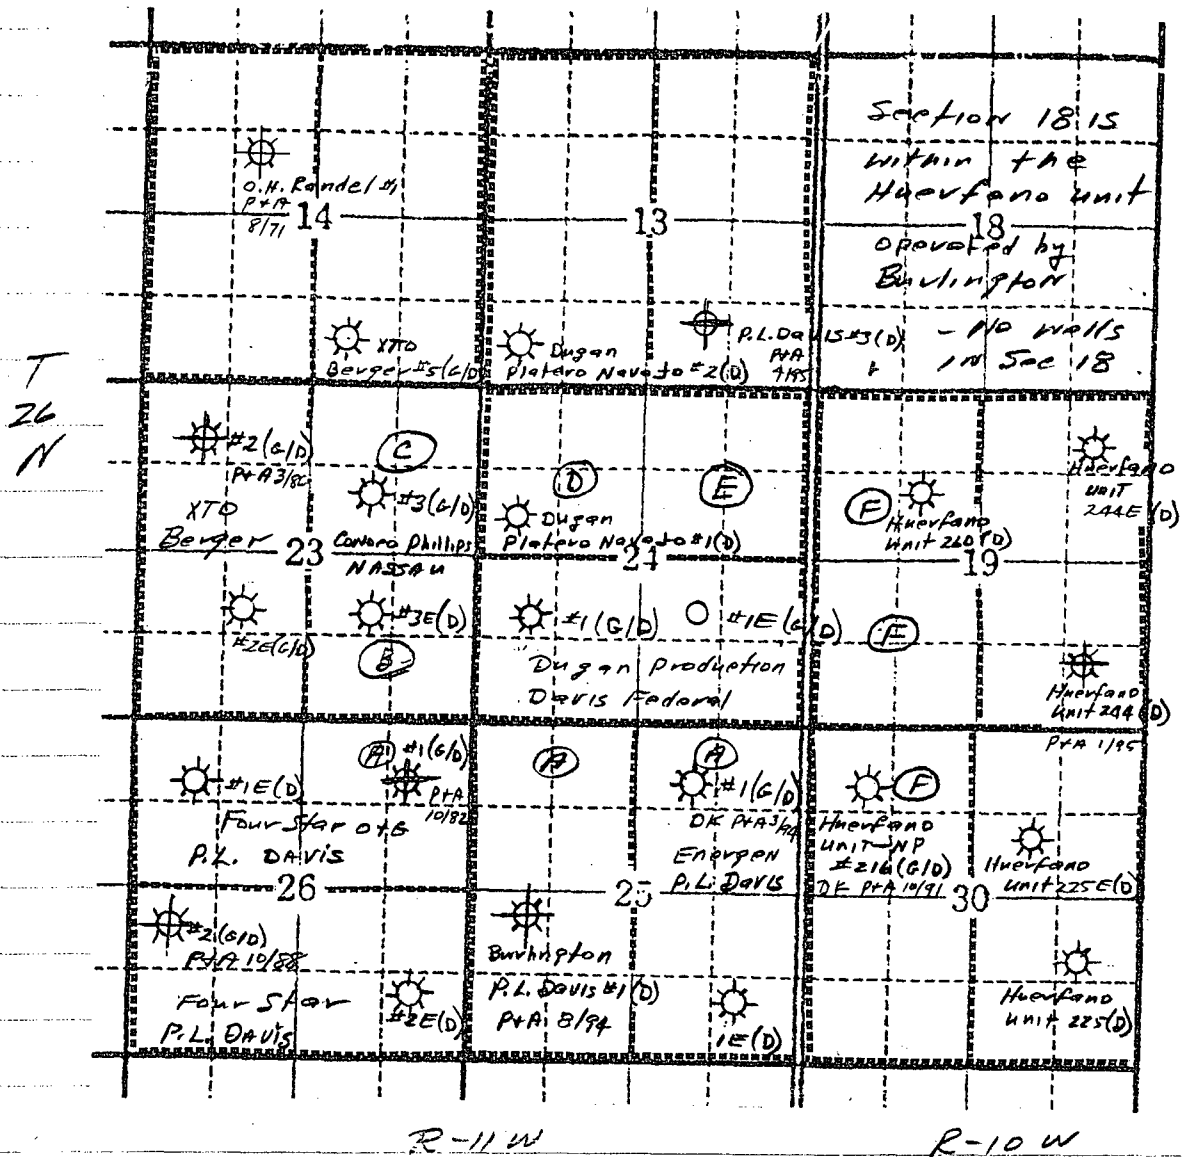 Section 18 is
within the
Huerfano unit
18
operated by
Burlington
- No wells
in Sec 18
O.H. Randel #1
P+A
8/71
14
13
XTO
Berger #5(G/D)
Dugan
Platero Navajo #2(D)
P.L. Davis #3(D)
P+A
4/95
T
26
N
#2(G/D)
P+A 3/86
C
#3(G/D)
XTO
Berger
23
Conoco Phillips
NASSAU
D
E
Dugan
Platero Navajo #1(D)
24
F
Huerfano
Unit 260(D)
19
Huerfano
Unit
244E(D)
#2E(G/D)
#3E(D)
B
#1(G/D)
#1E(G/D)
Dugan Production
Davis Federal
F
Huerfano
Unit 244(D)
P+A 1/95
#1E(D)
A
#1(G/D)
P+A
10/82
Four Star O+G
P.L. DAVIS
26
A
A
#1(G/D)
DK P+A 3/94
Energen
P.L. Davis
25
F
Huerfano
Unit-NP
#216(G/D)
DK P+A 10/91
Huerfano
Unit 225E(D)
30
#2(G/D)
P+A 10/88
Four Star
P.L. DAVIS
#2E(D)
Burlington
P.L. Davis #1(D)
P+A 8/94
1E(D)
Huerfano
Unit 225(D)
R-11W
R-10W